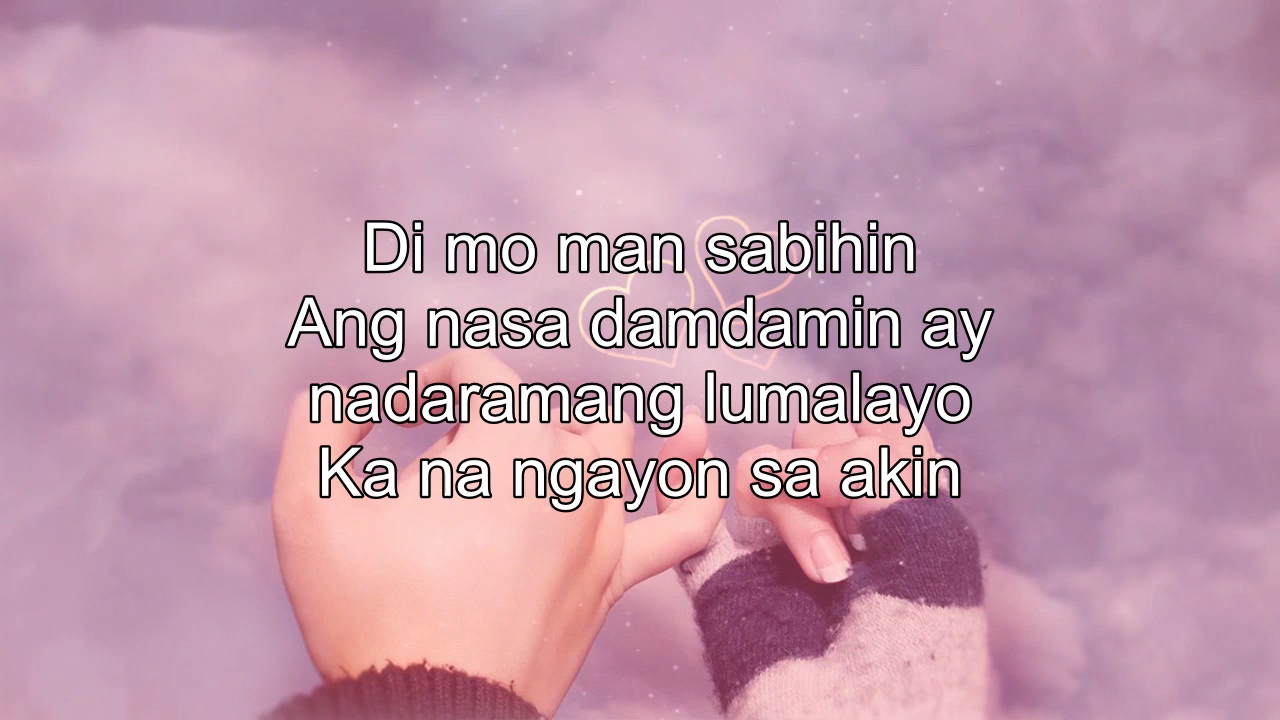 Di mo man sabihin
Ang nasa damdamin ay
nadaramang lumalayo
Ka na ngayon sa akin